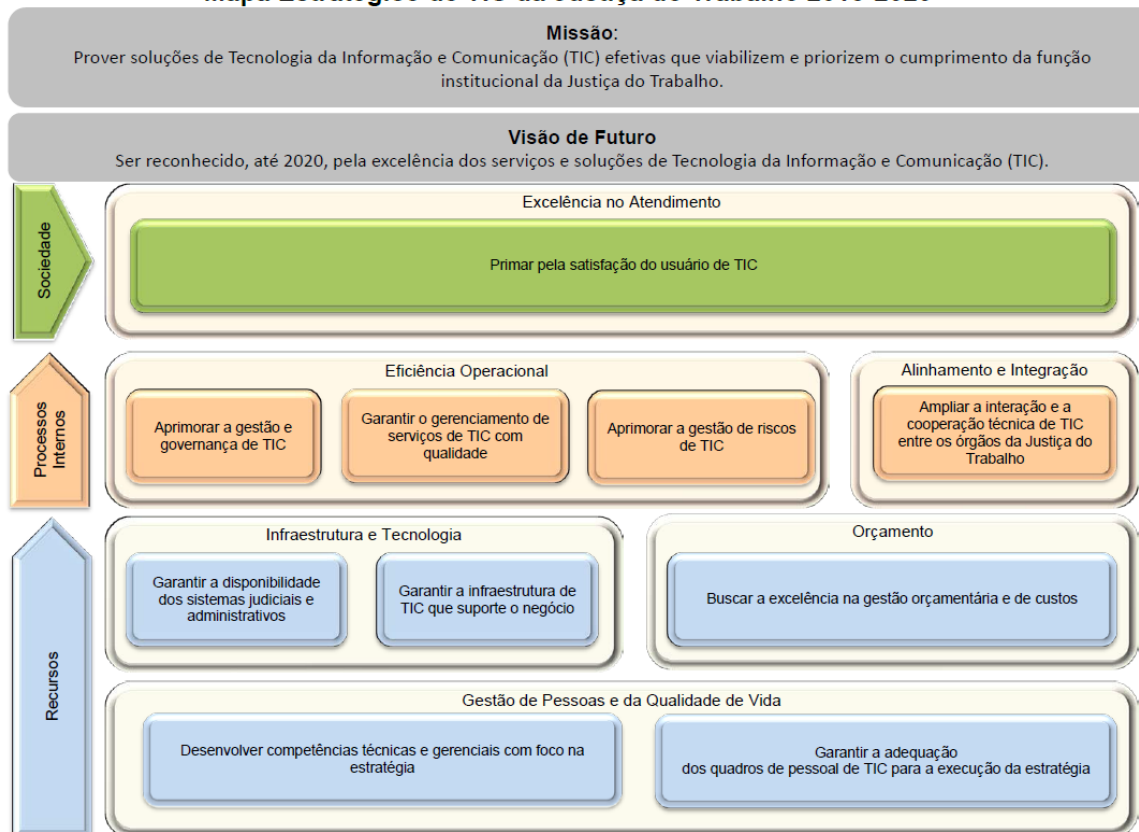 Missão:
Prover soluções de Tecnologia da Informação e Comunicação (TIC) efetivas que viabilizem e priorizem o cumprimento da função
institucional da Justiça do Trabalho.
Visão de Futuro
Ser reconhecido, até 2020, pela excelência dos serviços e soluções de Tecnologia da Informação e Comunicação (TIC).
Sociedade
Excelência no Atendimento
Primar pela satisfação do usuário de TIC
Processos
Internos
Eficiência Operacional
Aprimorar a gestão e
governança de TIC
Garantir o gerenciamento de
serviços de TIC com
qualidade
Aprimorar a gestão de riscos
de TIC
Alinhamento e Integração
Ampliar a interação e a
cooperação técnica de TIC
entre os órgãos da Justiça do
Trabalho
Recursos
Infraestrutura e Tecnologia
Garantir a disponibilidade
dos sistemas judiciais e
administrativos
Garantir a infraestrutura de
TIC que suporte o negócio
Orçamento
Buscar a excelência na gestão orçamentária e de custos
Gestão de Pessoas e da Qualidade de Vida
Desenvolver competências técnicas e gerenciais com foco na
estratégia
Garantir a adequação
dos quadros de pessoal de TIC para a execução da estratégia